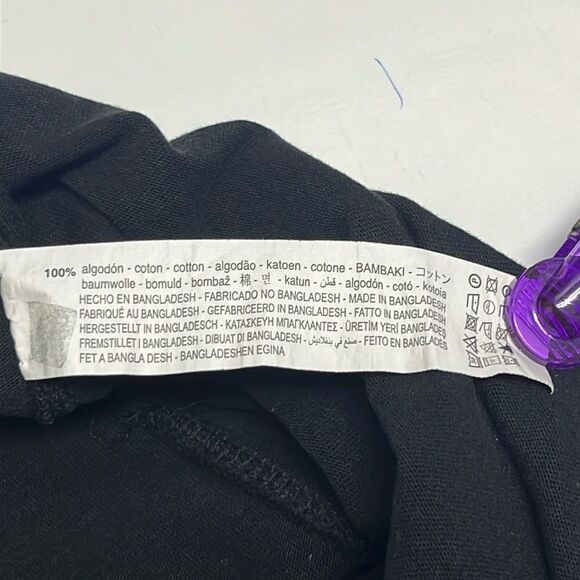 100% algodón - coton - cotton - algodão - katoen - cotone - BAMBAKI - コットン
baumwolle - bomuld - bombaž - 棉 - 면 - katun - قطن - algodón - cotó - kotoia
HECHO EN BANGLADESH - FABRICADO NO BANGLADESH - MADE IN BANGLADESH
FABRIQUÉ AU BANGLADESH - GEFABRICEERD IN BANGLADESH - FATTO IN BANGLADESH
HERGESTELLT IN BANGLADESCH - ΚΑΤΑΣΚΕΥΗ ΜΠΑΓΚΛΑΝΤΕΣ - ÜRETİM YERİ BANGLADEŞ
FREMSTILLET I BANGLADESH - DIBUAT DI BANGLADESH - صنع في بنغلاديش - FEITO EN BANGLADES
FET A BANGLA DESH - BANGLADESHEN EGINA